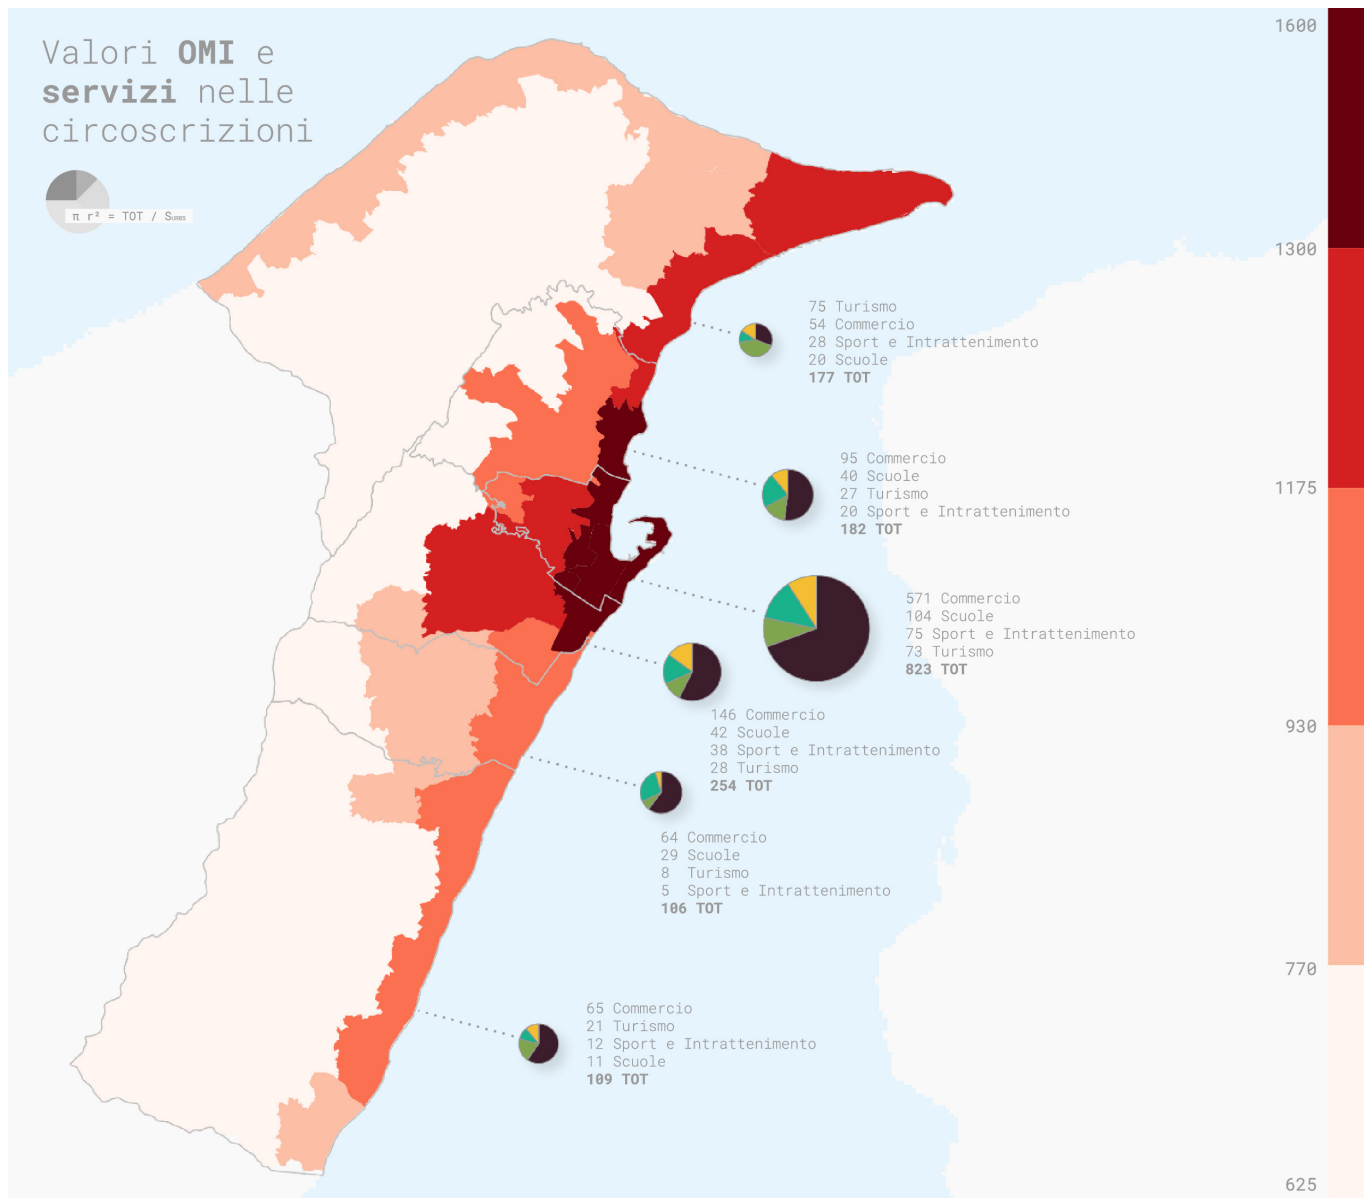 Valori OMI e
servizi nelle
circoscrizioni
π r² = TOT / SURBS
1600
1300
1175
930
770
625
75 Turismo
54 Commercio
28 Sport e Intrattenimento
20 Scuole
177 TOT
95 Commercio
40 Scuole
27 Turismo
20 Sport e Intrattenimento
182 TOT
571 Commercio
104 Scuole
75 Sport e Intrattenimento
73 Turismo
823 TOT
146 Commercio
42 Scuole
38 Sport e Intrattenimento
28 Turismo
254 TOT
64 Commercio
29 Scuole
8 Turismo
5 Sport e Intrattenimento
106 TOT
65 Commercio
21 Turismo
12 Sport e Intrattenimento
11 Scuole
109 TOT